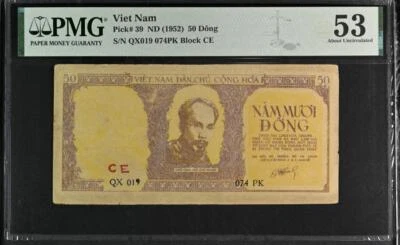 PMG
PAPER MONEY GUARANTY
Viet Nam
Pick# 39 ND (1952) 50 Dông
S/N QX019 074PK Block CE
53
About Uncirculated
50
VIỆT NAM DÂN CHỦ CỘNG HÒA
50
NĂM MƯƠI
ĐỒNG
CE
QX 019
074 PK